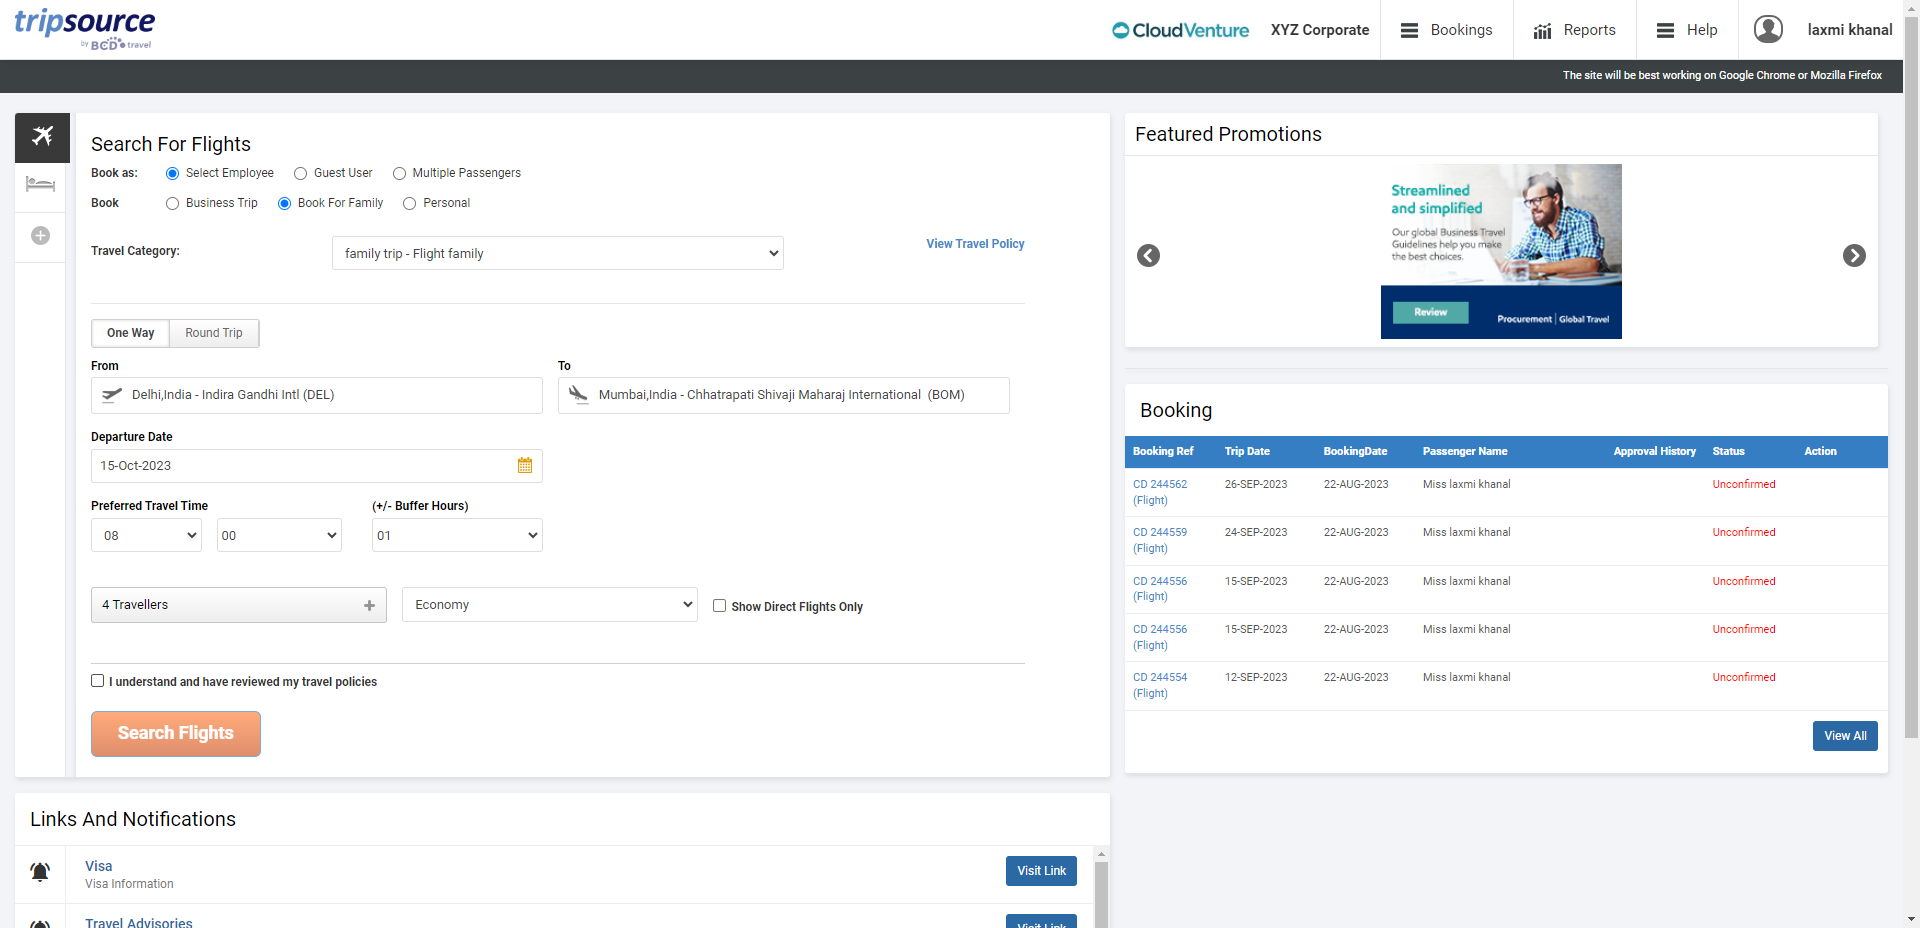 tripsource
by BCD travel
CloudVenture
XYZ Corporate
Bookings
Reports
Help
laxmi khanal
The site will be best working on Google Chrome or Mozilla Firefox
Search For Flights
Book as: Select Employee Guest User Multiple Passengers
Book Business Trip Book For Family Personal
Travel Category: family trip - Flight family View Travel Policy
One Way Round Trip
From To
Delhi,India - Indira Gandhi Intl (DEL) Mumbai,India - Chhatrapati Shivaji Maharaj International (BOM)
Departure Date
15-Oct-2023
Preferred Travel Time (+/- Buffer Hours)
08 00 01
4 Travellers Economy Show Direct Flights Only
I understand and have reviewed my travel policies
Search Flights
Featured Promotions
Streamlined
and simplified
Our global Business Travel
Guidelines help you make
the best choices.
Review
Procurement | Global Travel
Booking
Booking Ref Trip Date BookingDate Passenger Name Approval History Status Action
CD 244562 26-SEP-2023 22-AUG-2023 Miss laxmi khanal Unconfirmed
(Flight)
CD 244559 24-SEP-2023 22-AUG-2023 Miss laxmi khanal Unconfirmed
(Flight)
CD 244556 15-SEP-2023 22-AUG-2023 Miss laxmi khanal Unconfirmed
(Flight)
CD 244556 15-SEP-2023 22-AUG-2023 Miss laxmi khanal Unconfirmed
(Flight)
CD 244554 12-SEP-2023 22-AUG-2023 Miss laxmi khanal Unconfirmed
(Flight)
View All
Links And Notifications
Visa
Visa Information
Visit Link
Travel Advisories
Visit Link